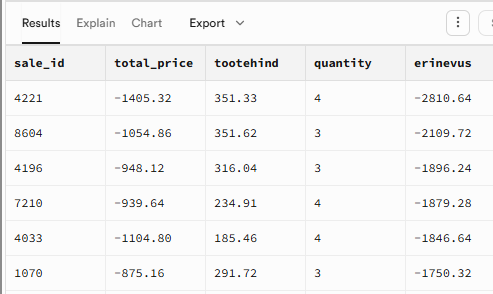 Results Explain Chart Export
sale_id total_price tootehind quantity erinevus
4221 -1405.32 351.33 4 -2810.64
8604 -1054.86 351.62 3 -2109.72
4196 -948.12 316.04 3 -1896.24
7210 -939.64 234.91 4 -1879.28
4033 -1104.80 185.46 4 -1846.64
1070 -875.16 291.72 3 -1750.32